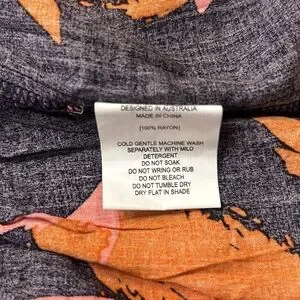 DESIGNED IN AUSTRALIA
MADE IN CHINA
[100% RAYON]
COLD GENTLE MACHINE WASH
SEPARATELY WITH MILD
DETERGENT
DO NOT SOAK
DO NOT WRING OR RUB
DO NOT BLEACH
DO NOT TUMBLE DRY
DRY FLAT IN SHADE